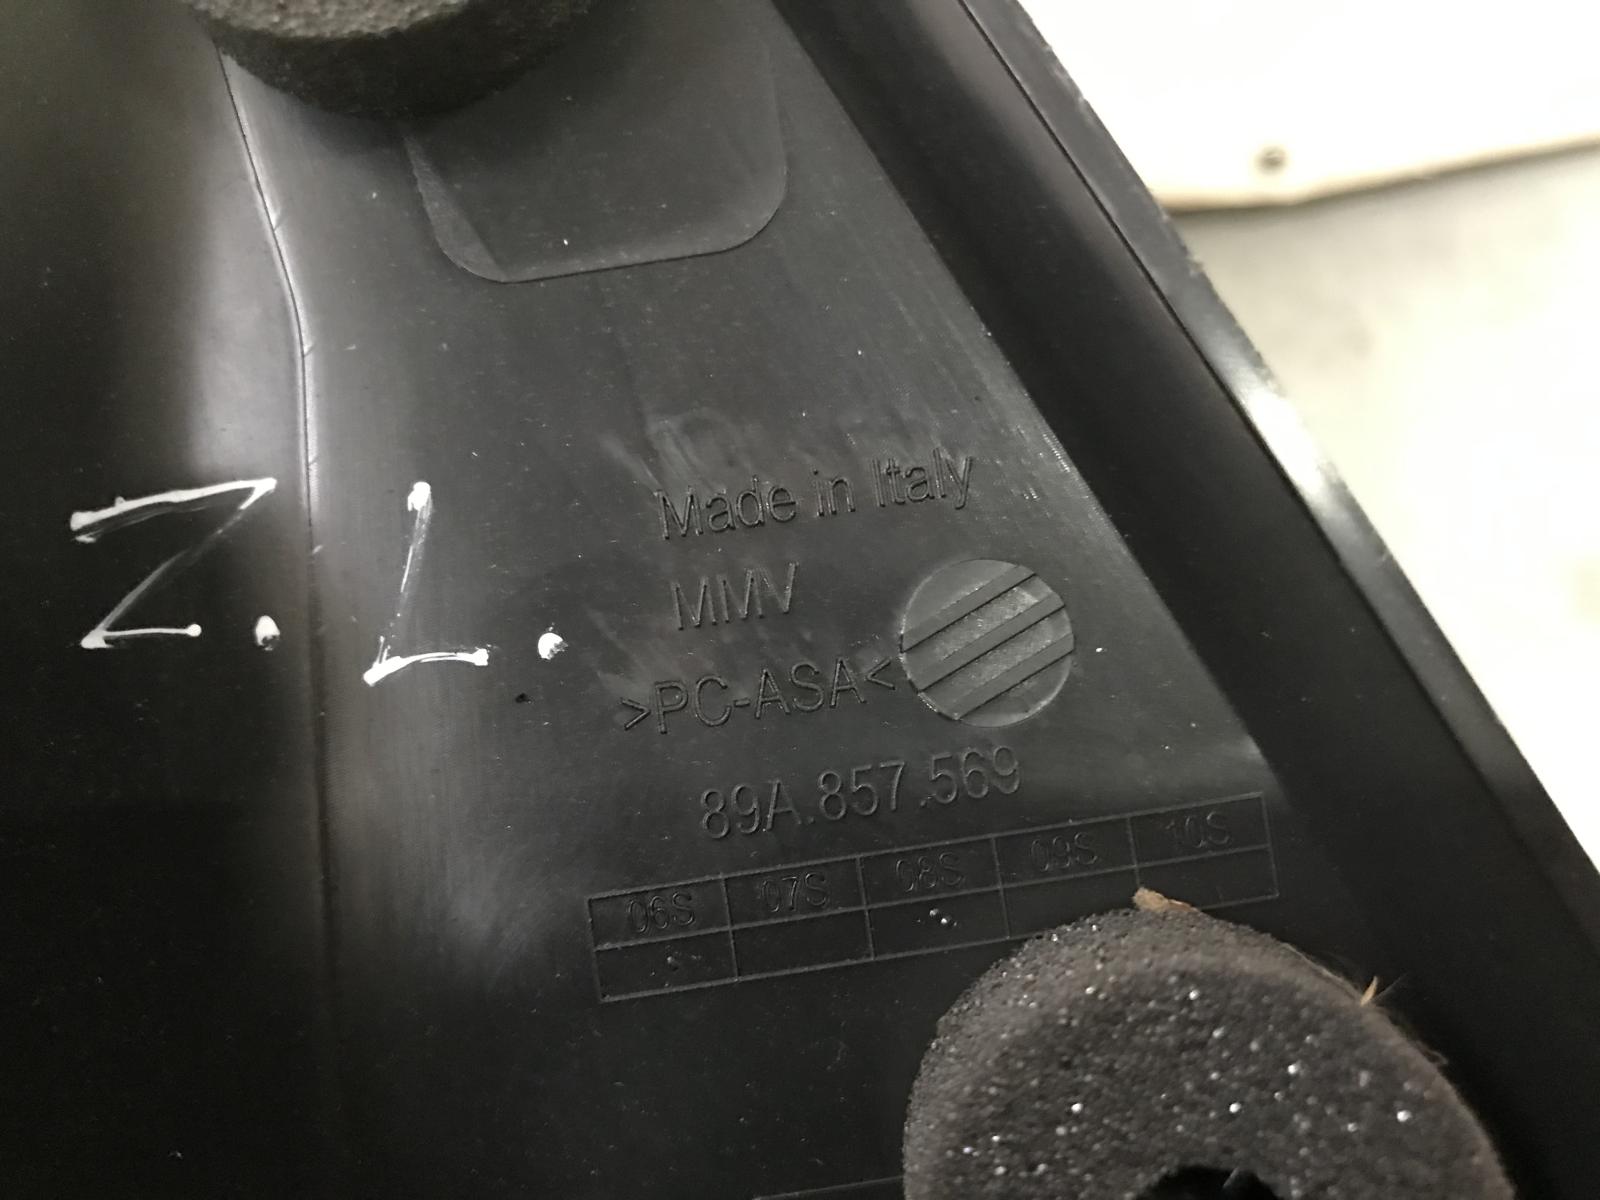 Z.L.
Made in Italy
MMV
>PC-ASA<
89A.857.569
06S 07S 08S 09S 10S